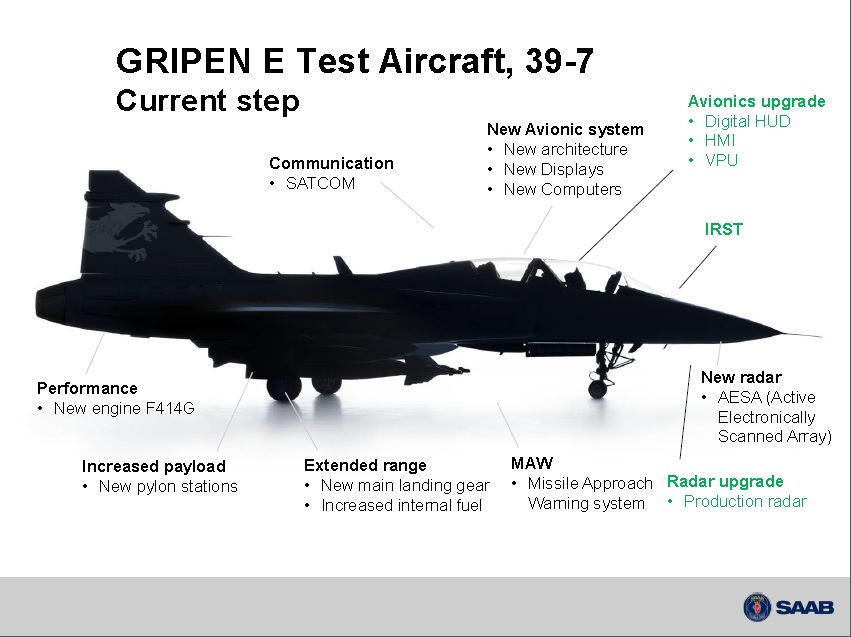 GRIPEN E Test Aircraft, 39-7
Current step
Avionics upgrade
• Digital HUD
• HMI
• VPU
New Avionic system
• New architecture
• New Displays
• New Computers
Communication
• SATCOM
IRST
Performance
• New engine F414G
New radar
• AESA (Active
Electronically
Scanned Array)
Increased payload
• New pylon stations
Extended range
• New main landing gear
• Increased internal fuel
MAW
• Missile Approach
Warning system
Radar upgrade
• Production radar
SAAB